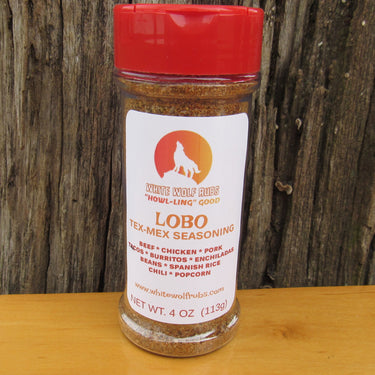 WHITE WOLF RUBS
"HOWL-LING" GOOD
LOBO
TEX-MEX SEASONING
BEEF * CHICKEN * PORK
TACOS * BURRITOS * ENCHILADAS
BEANS * SPANISH RICE
CHILI * POPCORN
www.whitewolfrubs.com
NET WT. 4 OZ (113g)